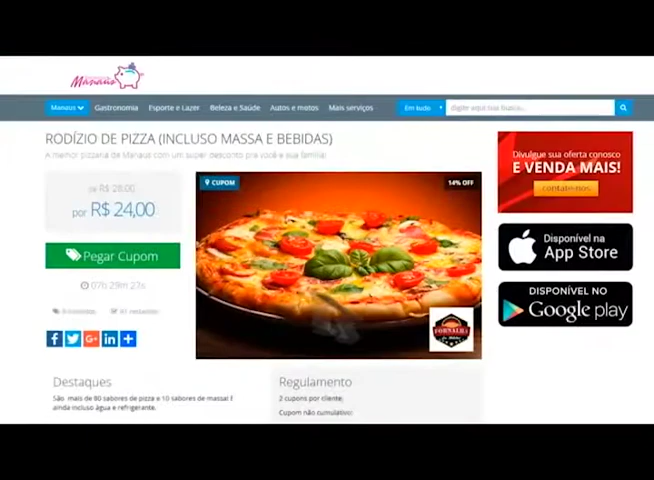 Manaus
Manaus
Gastronomia
Esporte e Lazer
Beleza e Saúde
Autos e motos
Mais serviços
Em tudo
digite aqui sua busca...
RODÍZIO DE PIZZA (INCLUSO MASSA E BEBIDAS)
A melhor pizzaria de Manaus com um super desconto pra você e sua família!
de R$ 28,00
por R$ 24,00
Pegar Cupom
07h 29m 27s
CUPOM
14% OFF
FORNALHA
Divulgue sua oferta conosco
E VENDA MAIS!
contate-nos
Disponível na
App Store
DISPONÍVEL NO
Google play
Destaques
São mais de 80 sabores de pizza e 10 sabores de massa! E
ainda incluso água e refrigerante.
Regulamento
2 cupons por cliente;
Cupom não cumulativo;